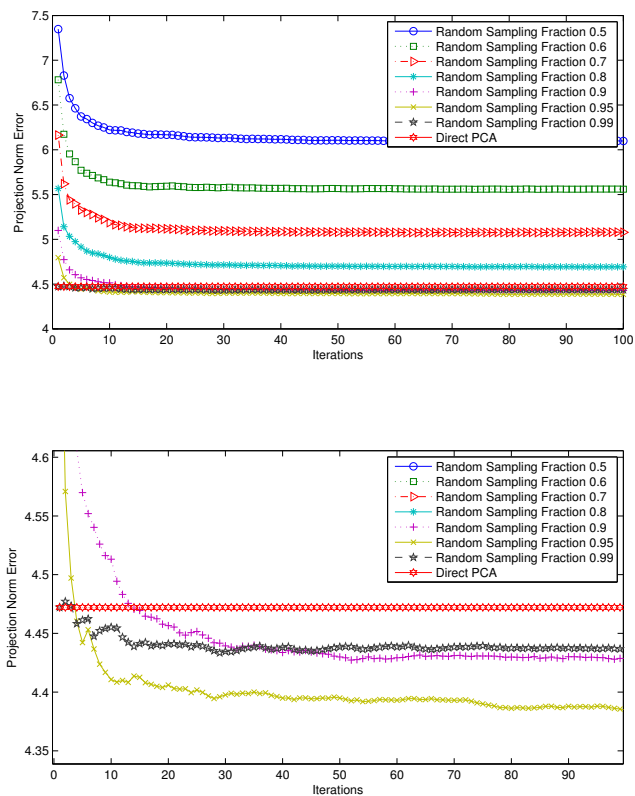 7.5
7
6.5
6
5.5
5
4.5
4
Projection Norm Error
0 10 20 30 40 50 60 70 80 90 100
Iterations
Random Sampling Fraction 0.5
Random Sampling Fraction 0.6
Random Sampling Fraction 0.7
Random Sampling Fraction 0.8
Random Sampling Fraction 0.9
Random Sampling Fraction 0.95
Random Sampling Fraction 0.99
Direct PCA
4.6
4.55
4.5
4.45
4.4
4.35
Projection Norm Error
0 10 20 30 40 50 60 70 80 90
Iterations
Random Sampling Fraction 0.5
Random Sampling Fraction 0.6
Random Sampling Fraction 0.7
Random Sampling Fraction 0.8
Random Sampling Fraction 0.9
Random Sampling Fraction 0.95
Random Sampling Fraction 0.99
Direct PCA